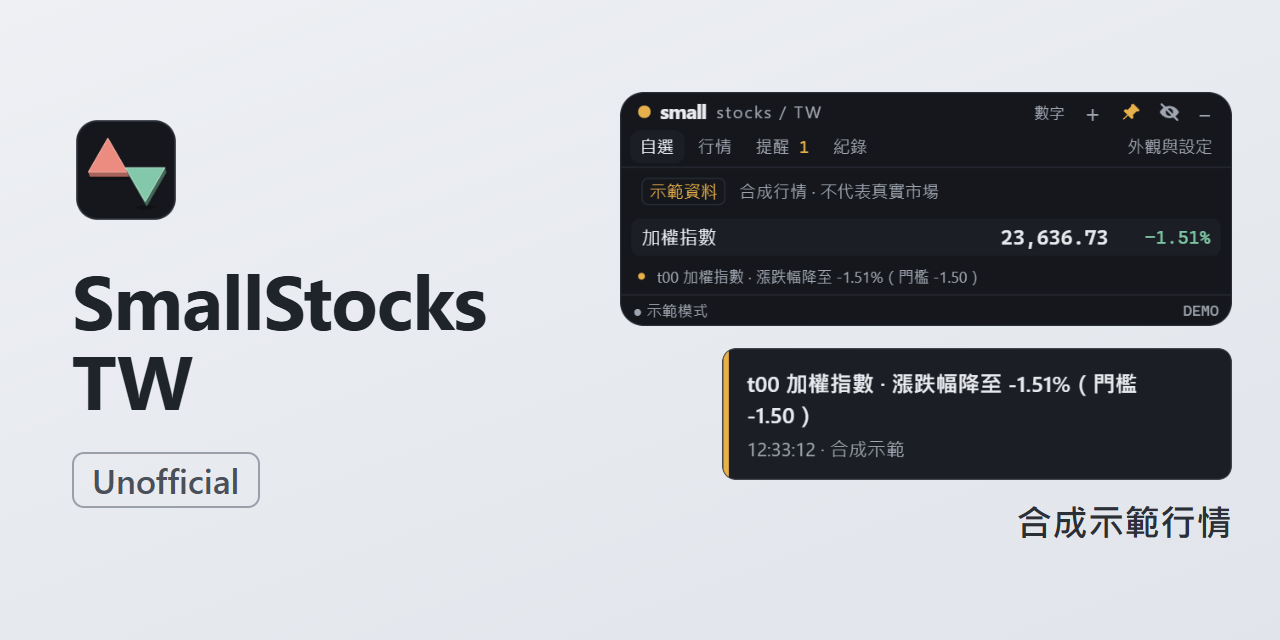 SmallStocks
TW
Unofficial
small stocks / TW 數字 + −
自選 行情 提醒 1 紀錄 外觀與設定
示範資料 合成行情 · 不代表真實市場
加權指數 23,636.73 −1.51%
t00 加權指數 · 漲跌幅降至 -1.51% ( 門檻 -1.50 )
示範模式 DEMO
t00 加權指數 · 漲跌幅降至 -1.51% ( 門檻
-1.50 )
12:33:12 · 合成示範
合成示範行情